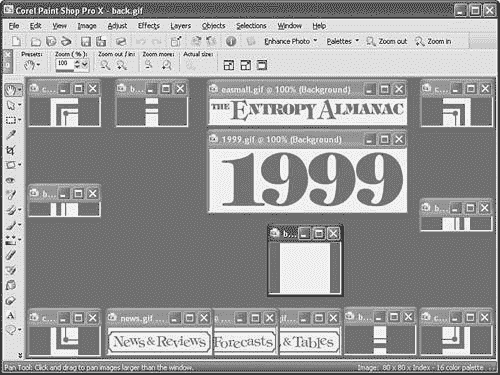 Corel Paint Shop Pro X - back.gif
File Edit View Image Adjust Effects Layers Objects Selections Window Help
Enhance Photo Palettes Zoom out Zoom in
Presets: Zoom (%): Zoom out / in: Zoom more: Actual size:
100
c... b... easmall.gif @ 100% (Background) c...
THE ENTROPY ALMANAC
1999.gif @ 100% (Background)
1999
b...
b...
b...
c... news.gif ... jif... b... c...
News & Reviews Forecasts & Tables
Pan Tool: Click and drag to pan images larger than the window. Image: 80 x 80 x Index - 16 color palette